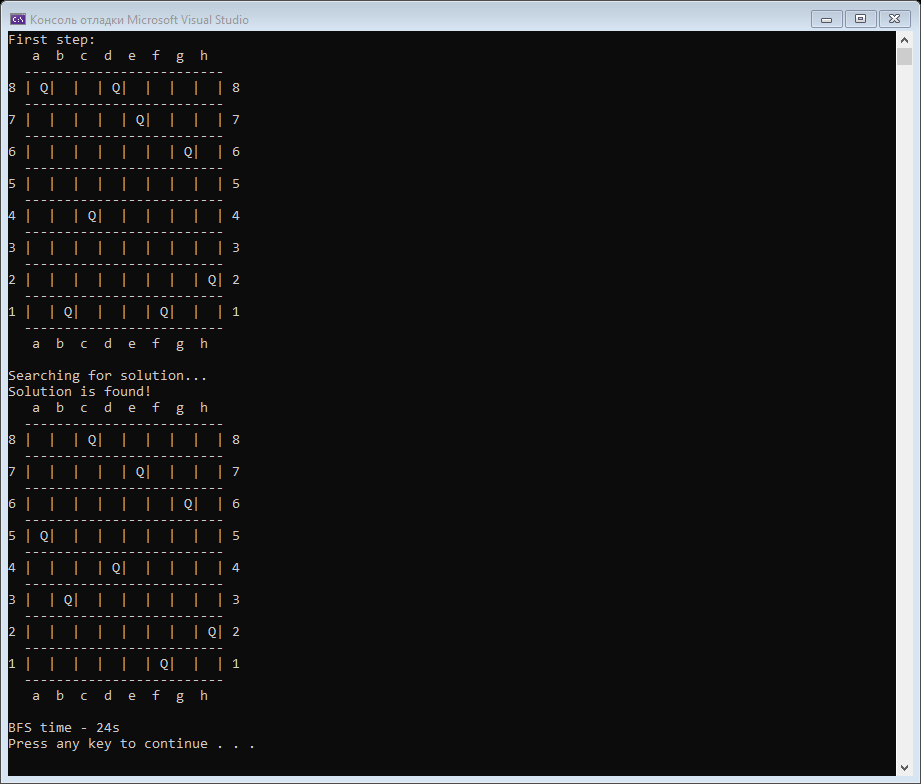 Консоль отладки Microsoft Visual Studio
First step:
   a  b  c  d  e  f  g  h
  -------------------------
8 | Q|  |  | Q|  |  |  |  | 8
  -------------------------
7 |  |  |  |  | Q|  |  |  | 7
  -------------------------
6 |  |  |  |  |  |  | Q|  | 6
  -------------------------
5 |  |  |  |  |  |  |  |  | 5
  -------------------------
4 |  |  | Q|  |  |  |  |  | 4
  -------------------------
3 |  |  |  |  |  |  |  |  | 3
  -------------------------
2 |  |  |  |  |  |  |  | Q| 2
  -------------------------
1 |  | Q|  |  |  | Q|  |  | 1
  -------------------------
   a  b  c  d  e  f  g  h
Searching for solution...
Solution is found!
   a  b  c  d  e  f  g  h
  -------------------------
8 |  |  | Q|  |  |  |  |  | 8
  -------------------------
7 |  |  |  |  | Q|  |  |  | 7
  -------------------------
6 |  |  |  |  |  |  | Q|  | 6
  -------------------------
5 | Q|  |  |  |  |  |  |  | 5
  -------------------------
4 |  |  |  | Q|  |  |  |  | 4
  -------------------------
3 |  | Q|  |  |  |  |  |  | 3
  -------------------------
2 |  |  |  |  |  |  |  | Q| 2
  -------------------------
1 |  |  |  |  |  | Q|  |  | 1
  -------------------------
   a  b  c  d  e  f  g  h
BFS time - 24s
Press any key to continue . . .